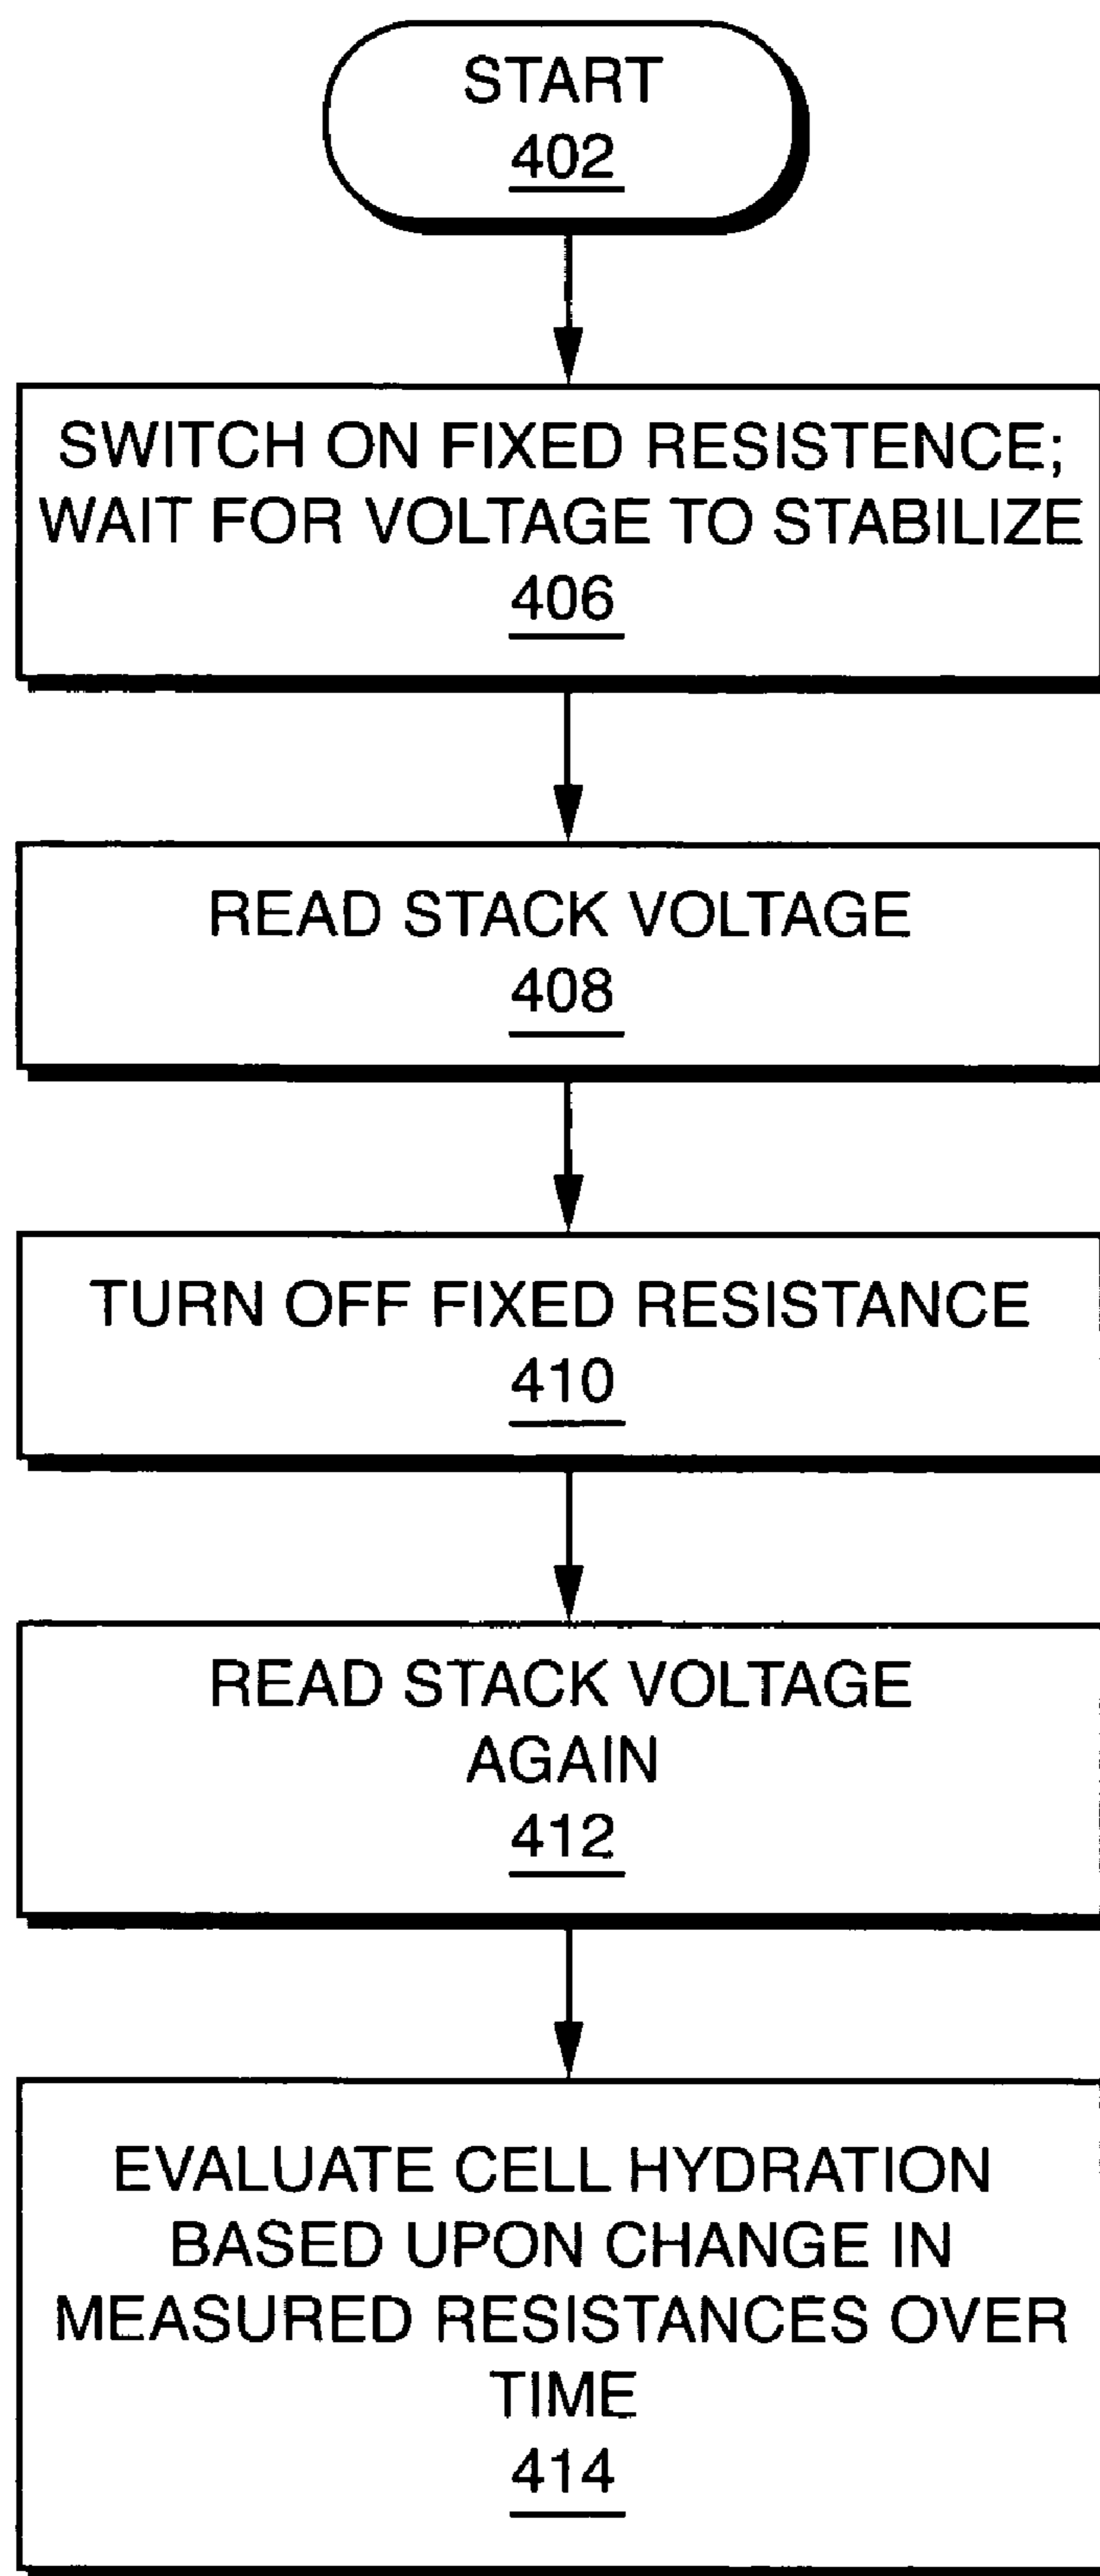 START
402
SWITCH ON FIXED RESISTENCE;
WAIT FOR VOLTAGE TO STABILIZE
406
READ STACK VOLTAGE
408
TURN OFF FIXED RESISTANCE
410
READ STACK VOLTAGE
AGAIN
412
EVALUATE CELL HYDRATION
BASED UPON CHANGE IN
MEASURED RESISTANCES OVER
TIME
414